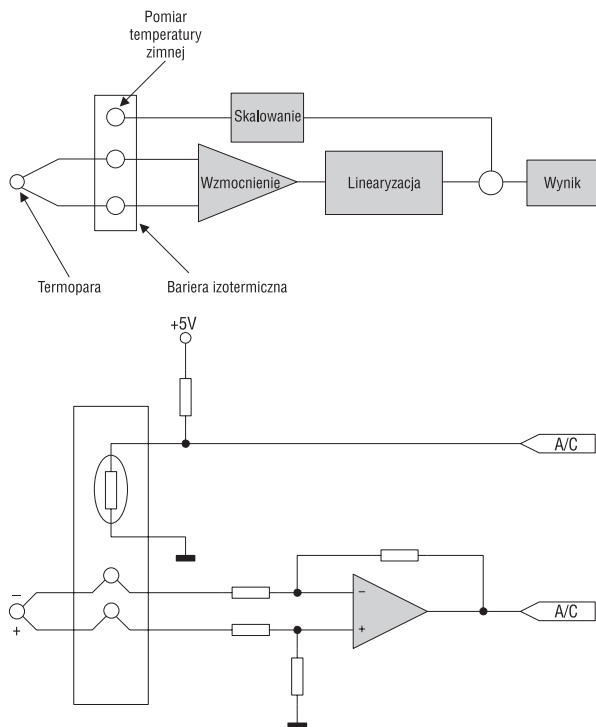 Pomiar
temperatury
zimnej
Skalowanie
Wzmocnienie
Linearyzacja
Wynik
Termopara
Bariera izotermiczna
+5V
A/C
–
+
–
+
A/C